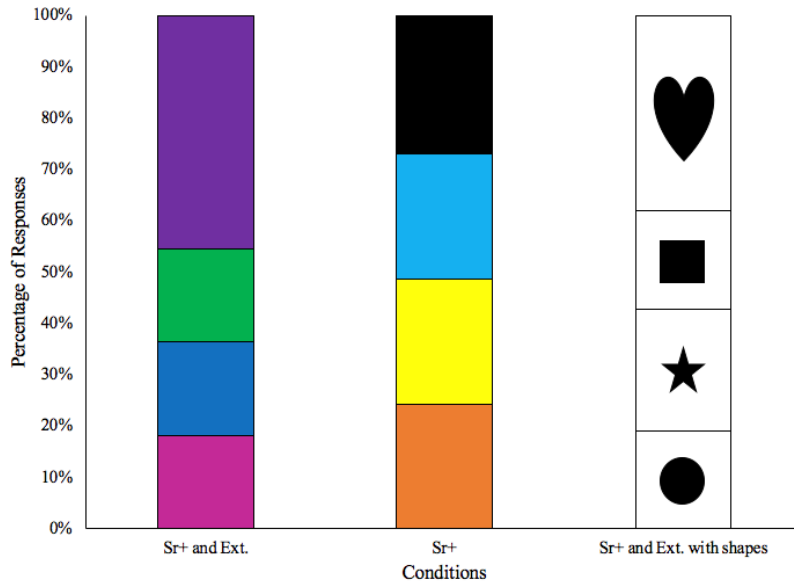 100%
90%
80%
70%
60%
50%
40%
30%
20%
10%
0%
Percentage of Responses
Sr+ and Ext.
Sr+
Sr+ and Ext. with shapes
Conditions